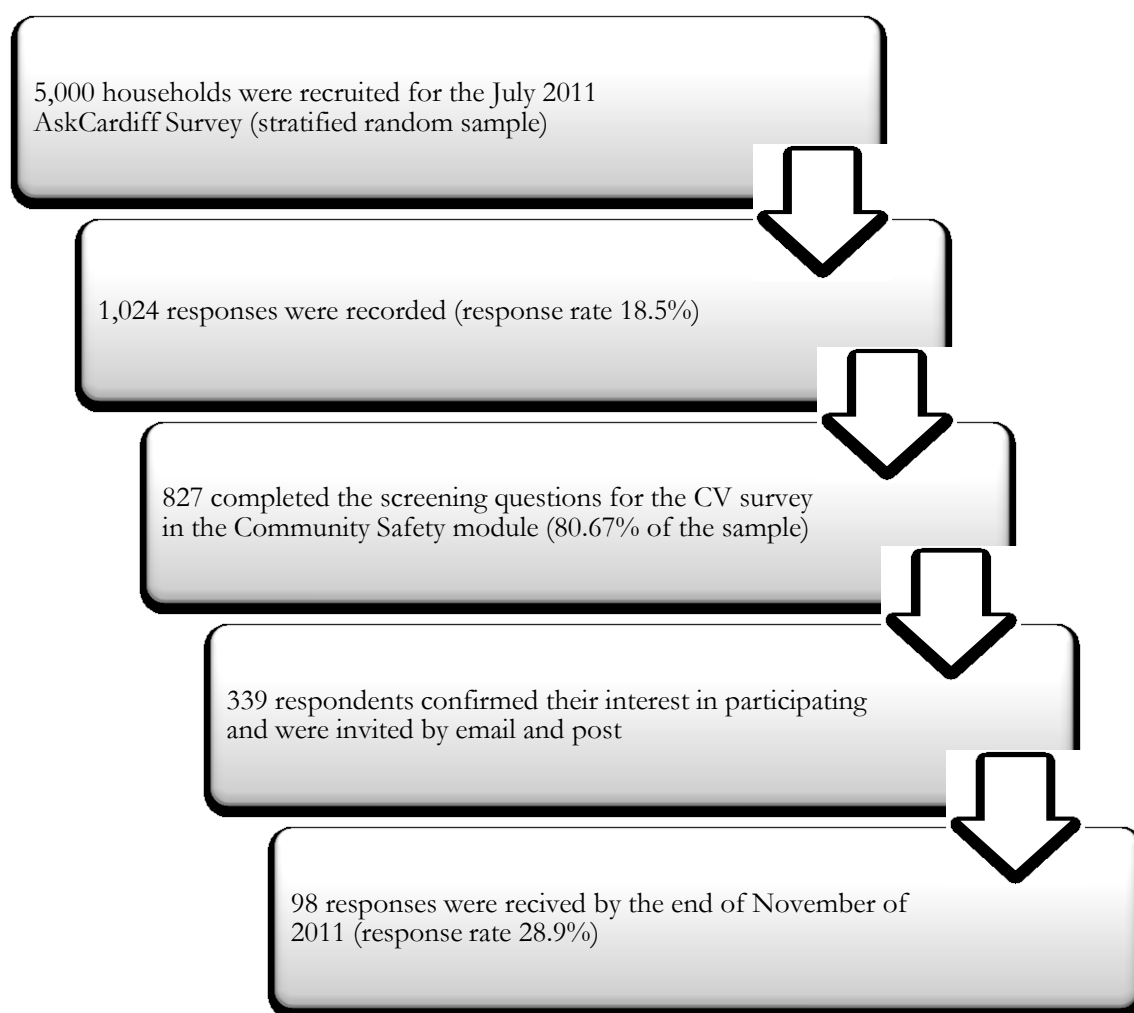 5,000 households were recruited for the July 2011
AskCardiff Survey (stratified random sample)
1,024 responses were recorded (response rate 18.5%)
827 completed the screening questions for the CV survey
in the Community Safety module (80.67% of the sample)
339 respondents confirmed their interest in participating
and were invited by email and post
98 responses were recived by the end of November of
2011 (response rate 28.9%)